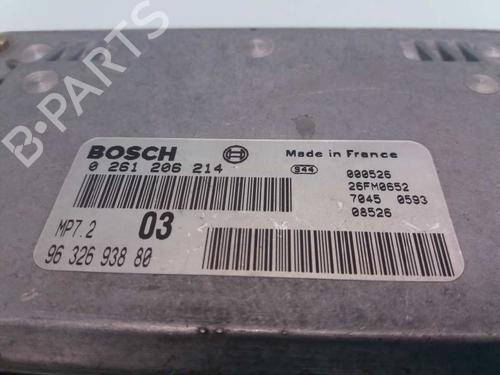 B-PARTS
BOSCH
Made in France
0 261 206 214
S44
000526
26FM0652
7045 0593
08526
MP7.2
03
96 326 938 80